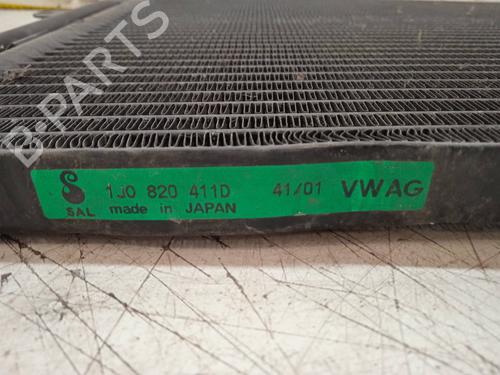 B-PARTS
1J0 820 411D 41/01 VWAG
SAL made in JAPAN